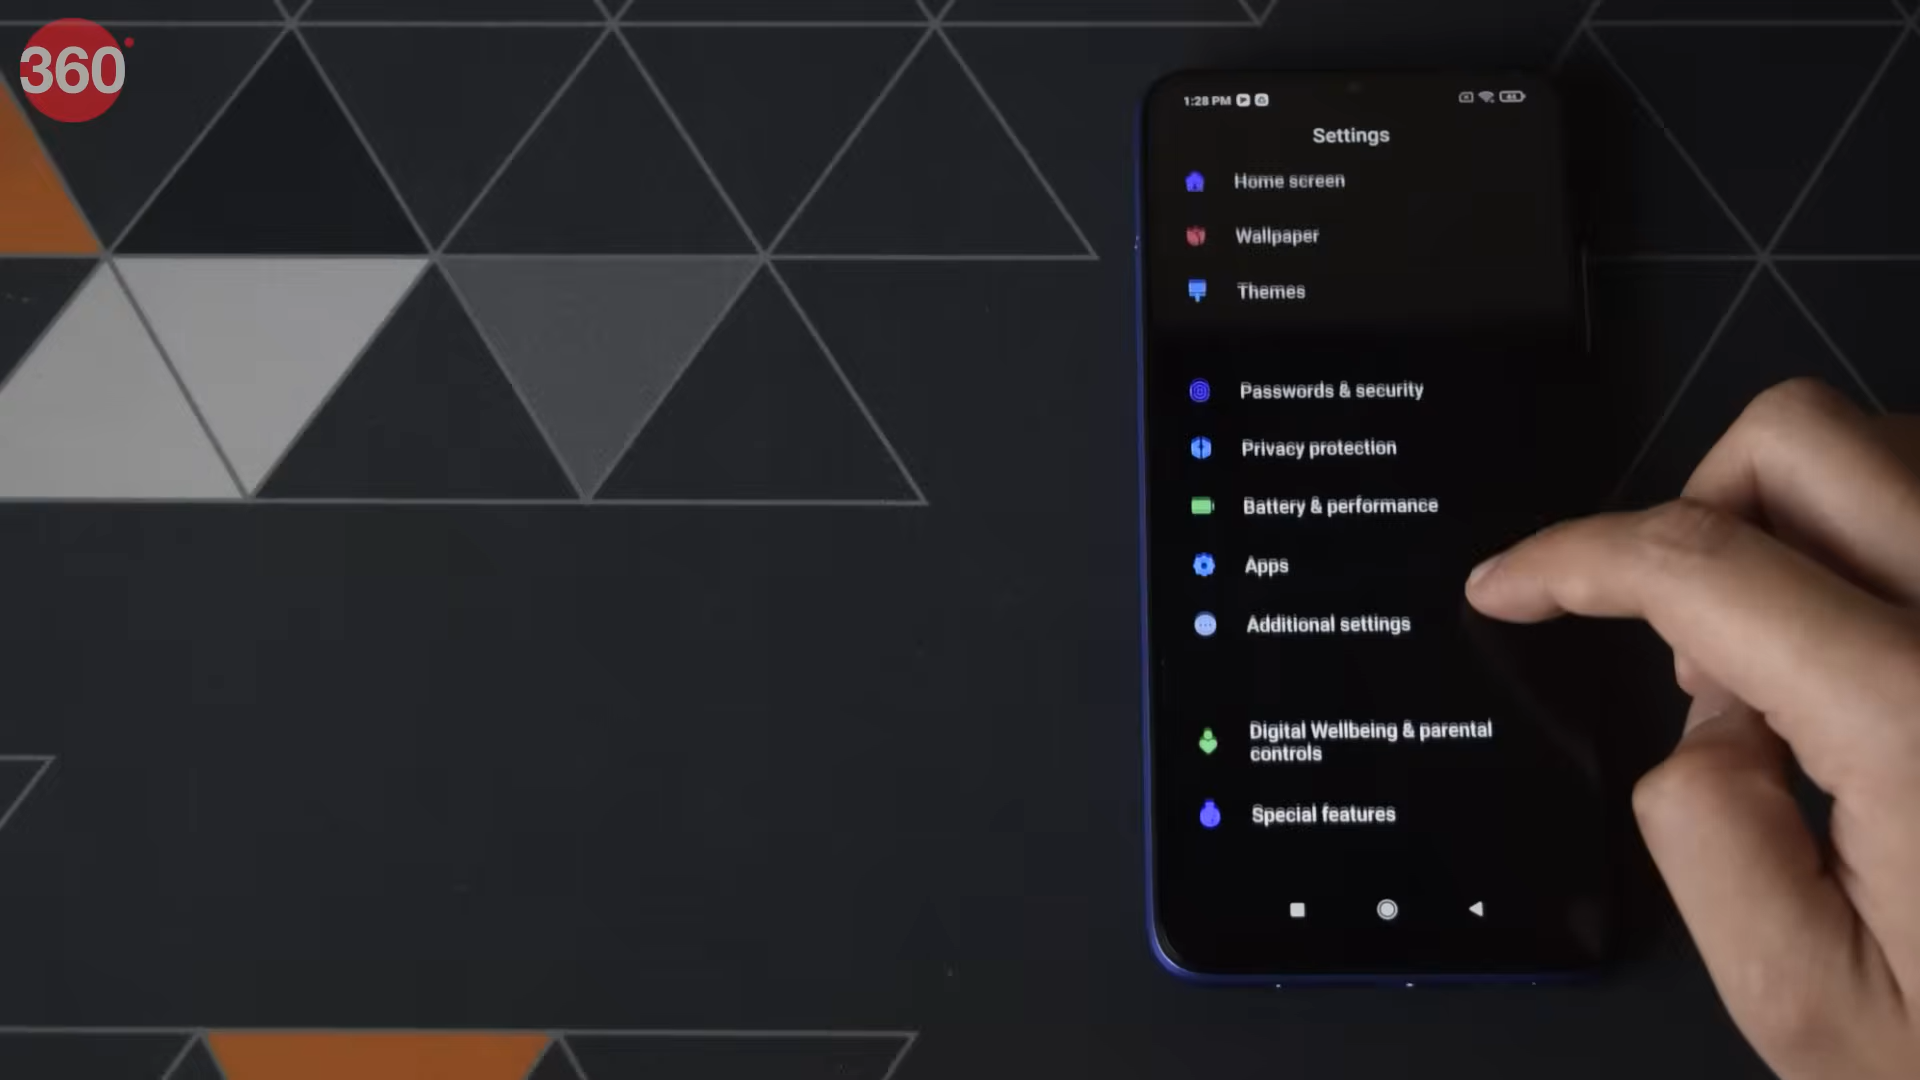 360
1:28 PM
Settings
Home screen
Wallpaper
Themes
Passwords & security
Privacy protection
Battery & performance
Apps
Additional settings
Digital Wellbeing & parental
controls
Special features